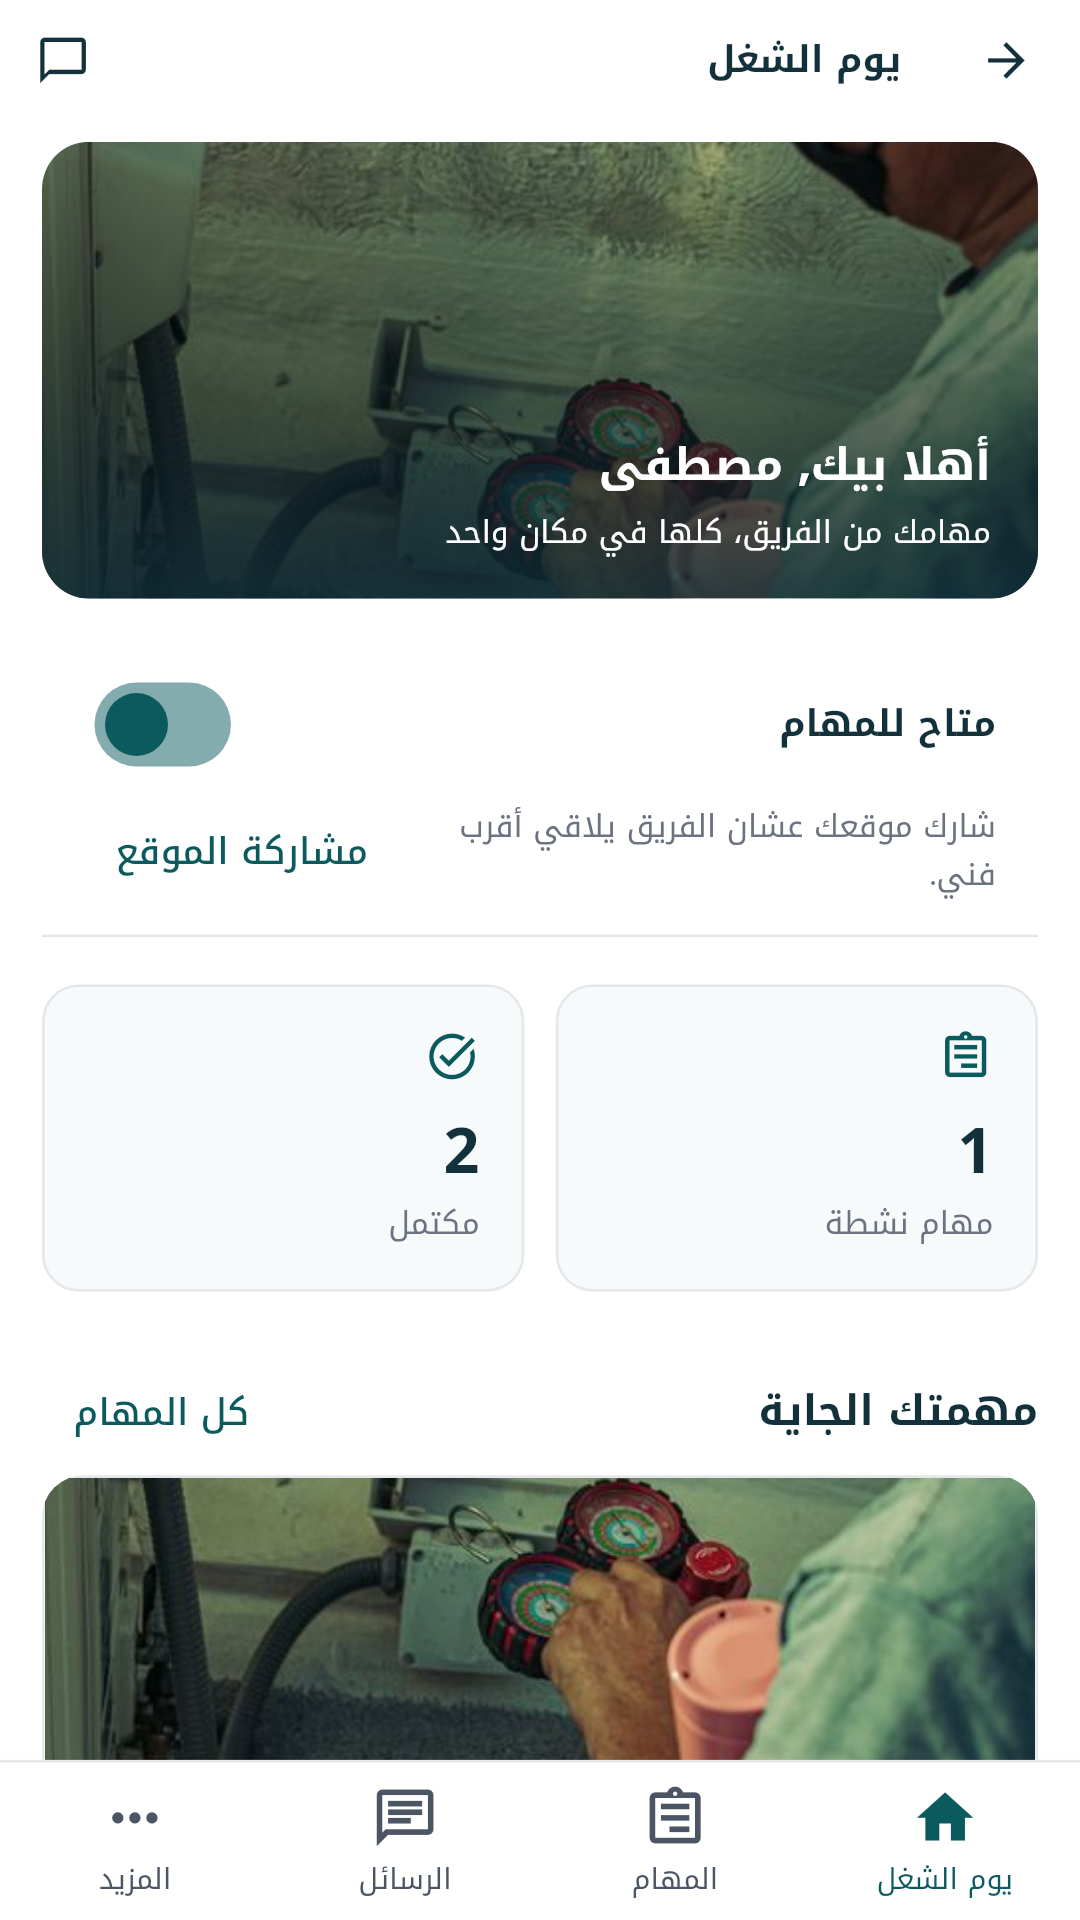 يوم الشغل
أهلا بيك, مصطفى
مهامك من الفريق، كلها في مكان واحد
متاح للمهام
شارك موقعك عشان الفريق يلاقي أقرب
فني.
مشاركة الموقع
1
مهام نشطة
2
مكتمل
مهمتك الجاية
كل المهام
يوم الشغل
المهام
الرسائل
المزيد